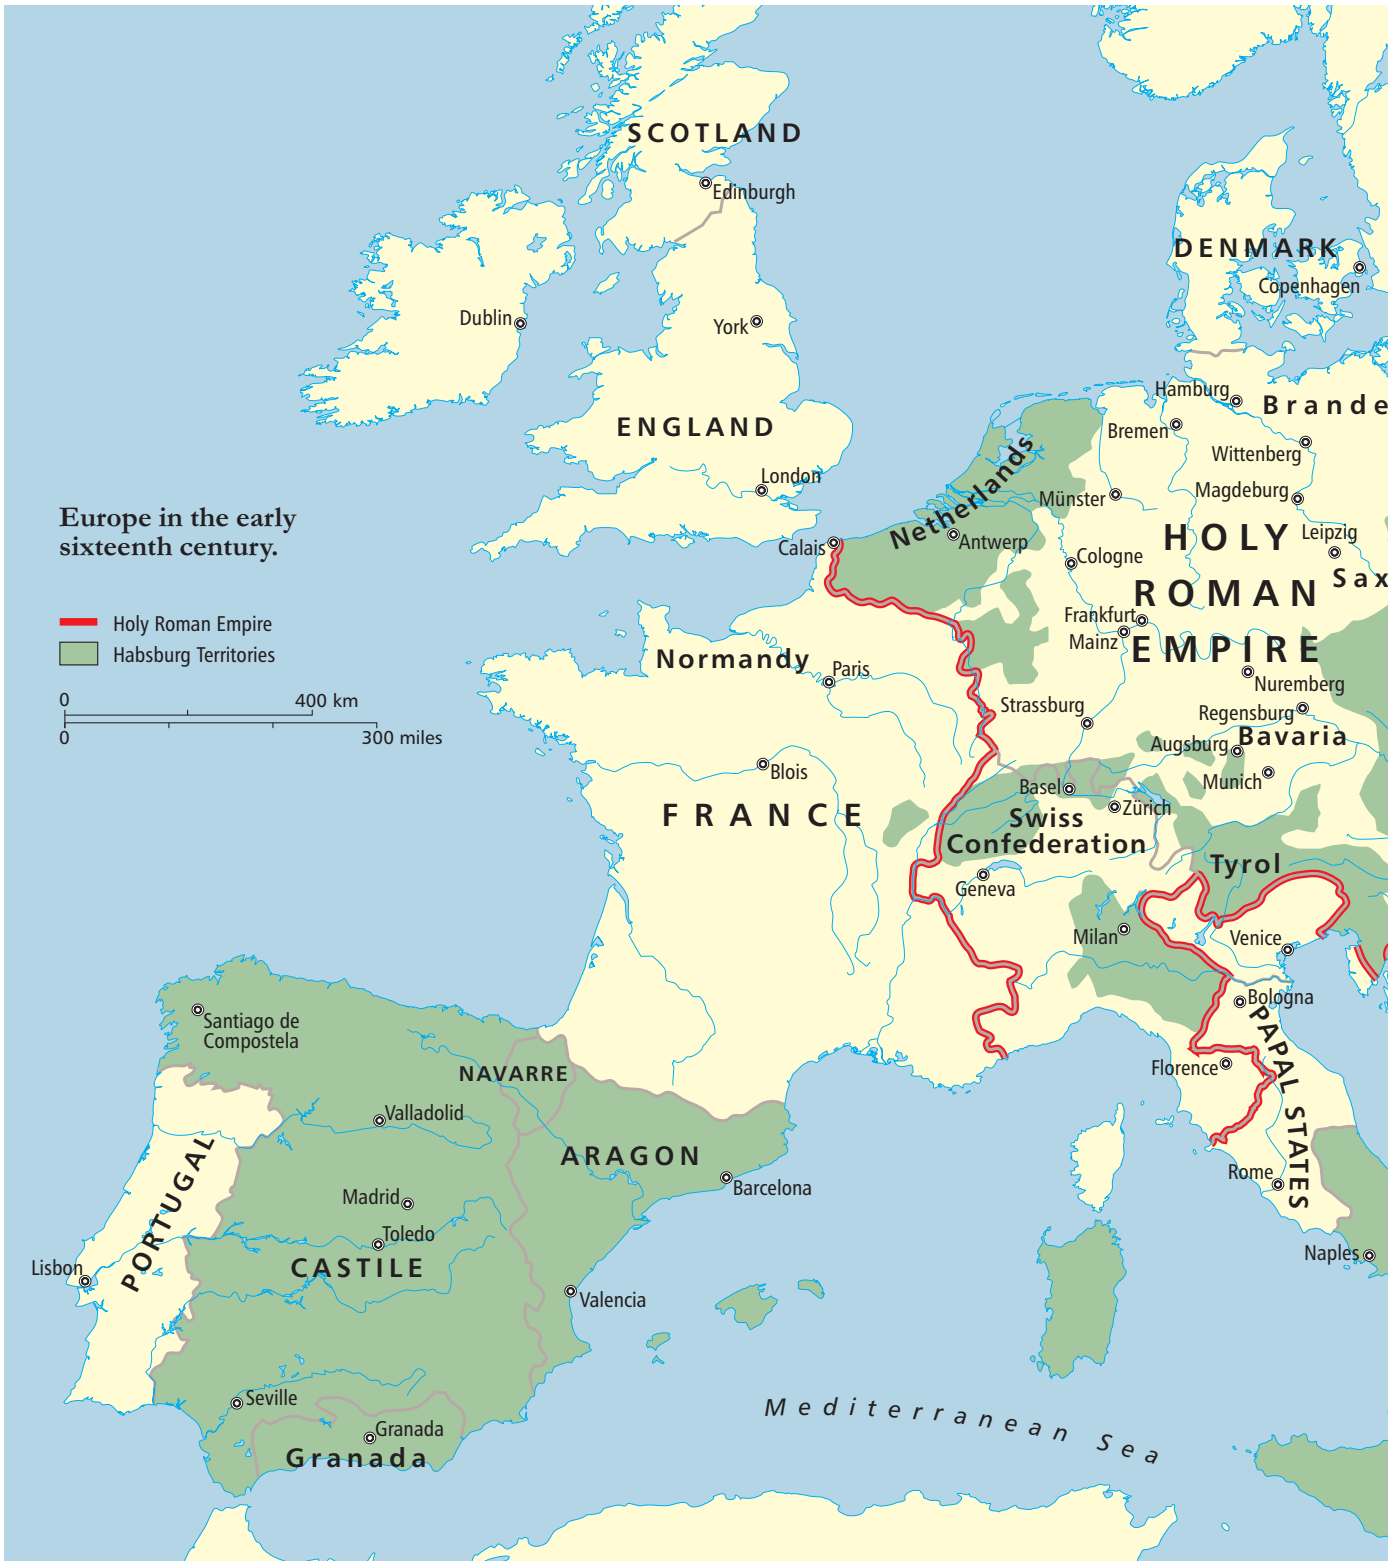 SCOTLAND
Edinburgh
DENMARK
Copenhagen
Dublin
York
Hamburg
Brande
Bremen
ENGLAND
Wittenberg
London
Netherlands
Münster
Magdeburg
Europe in the early
sixteenth century.
Calais
Antwerp
HOLY
Leipzig
Cologne
Sax
ROMAN
Holy Roman Empire
Frankfurt
Mainz
EMPIRE
Habsburg Territories
Normandy
Paris
Nuremberg
0 400 km
Strassburg
Regensburg
0 300 miles
Augsburg
Bavaria
Blois
Basel
Munich
FRANCE
Zürich
Swiss
Confederation
Tyrol
Geneva
Milan
Venice
Bologna
Santiago de
Compostela
PAPAL STATES
NAVARRE
Florence
Valladolid
PORTUGAL
ARAGON
Barcelona
Rome
Madrid
Toledo
Naples
Lisbon
CASTILE
Valencia
Seville
Mediterranean Sea
Granada
Granada